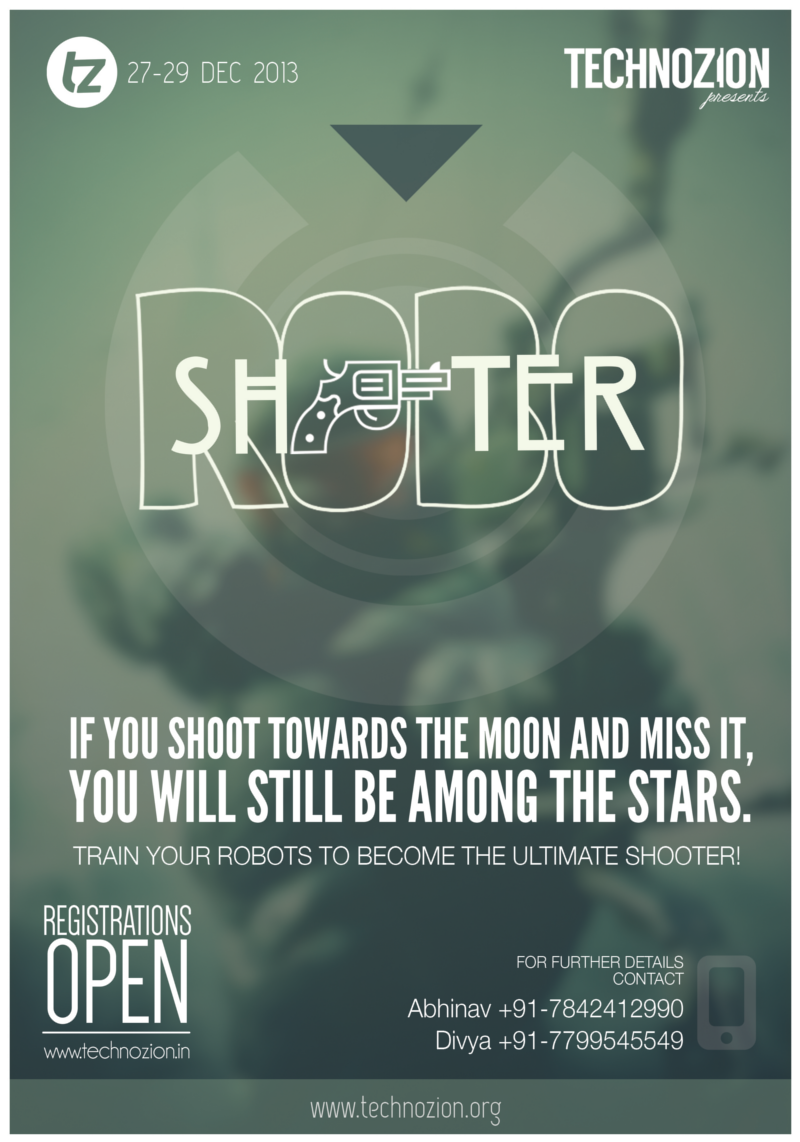 tz 27-29 DEC 2013
TECHNOZION
presents
ROBO
SHOOTER
IF YOU SHOOT TOWARDS THE MOON AND MISS IT,
YOU WILL STILL BE AMONG THE STARS.
TRAIN YOUR ROBOTS TO BECOME THE ULTIMATE SHOOTER!
REGISTRATIONS
OPEN
www.technozion.in
FOR FURTHER DETAILS
CONTACT
Abhinav +91-7842412990
Divya +91-7799545549
www.technozion.org